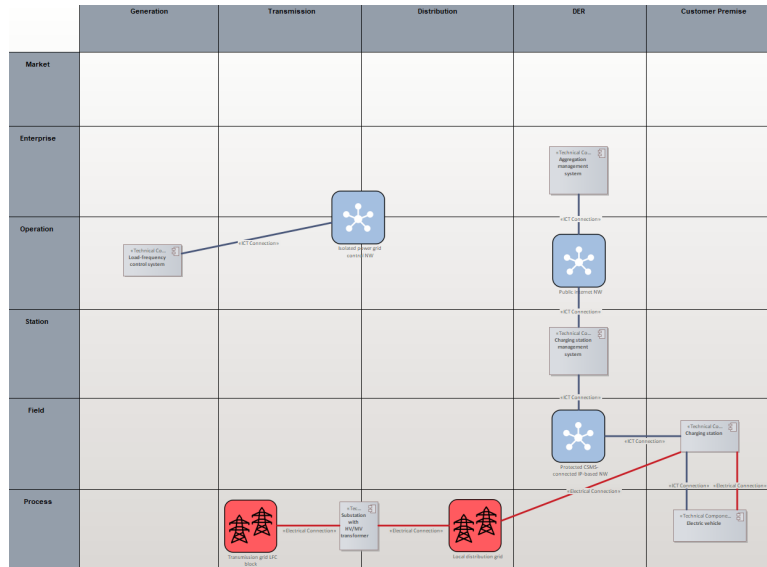 Generation
Transmission
Distribution
DER
Customer Premise
Market
Enterprise
«Technical Co...
Aggregation
management
system
«ICT Connection»
Operation
«Technical Co...
Load-frequency
control system
«ICT Connection»
Isolated power grid
control NW
Public internet NW
«ICT Connection»
Station
«Technical Co...
Charging station
management
system
«ICT Connection»
Field
Protected CSMS-
connected IP-based NW
«ICT Connection»
«Technical Co...
Charging station
«ICT Connection»
«Electrical Connection»
«Electrical Connection»
Process
Transmission grid LFC
block
«Electrical Connection»
«Tec...
Substation
with
HV/MV
transformer
«Electrical Connection»
Local distribution grid
«Technical Compone...
Electric vehicle